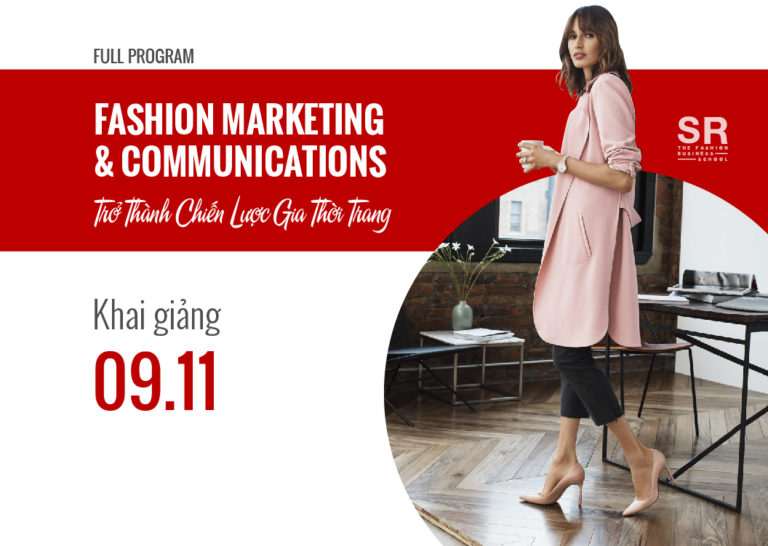 FULL PROGRAM
FASHION MARKETING
& COMMUNICATIONS
Trở Thành Chiến Lược Gia Thời Trang
SR
THE FASHION
BUSINESS
SCHOOL
Khai giảng
09.11